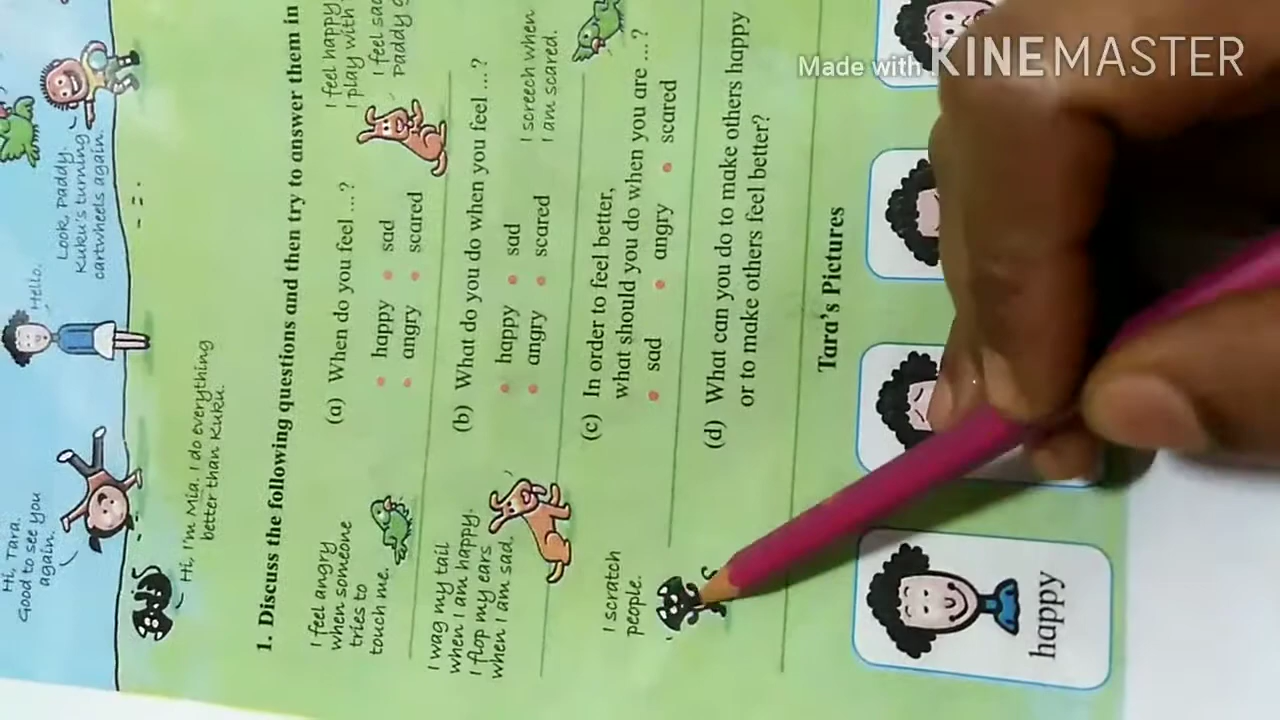 Made with KINEMASTER
Hi, Tara.
Good to see you
again.
Hello.
Look, Paddy.
Kuku's turning
cartwheels again
Hi, I'm Mia. I do everything
better than Kuku.
1. Discuss the following questions and then try to answer them in
I feel angry
when someone
tries to
touch me.
(a) When do you feel ...?
• happy • sad
• angry • scared
I feel happy
I play with
I feel sad
Paddy
I wag my tail
when I am happy.
I flop my ears
when I am sad.
(b) What do you do when you feel ...?
• happy • sad
• angry • scared
I screech when
I am scared.
I scratch
people.
(c) In order to feel better,
what should you do when you are ...?
• sad • angry • scared
(d) What can you do to make others happy
or to make others feel better?
Tara's Pictures
happy